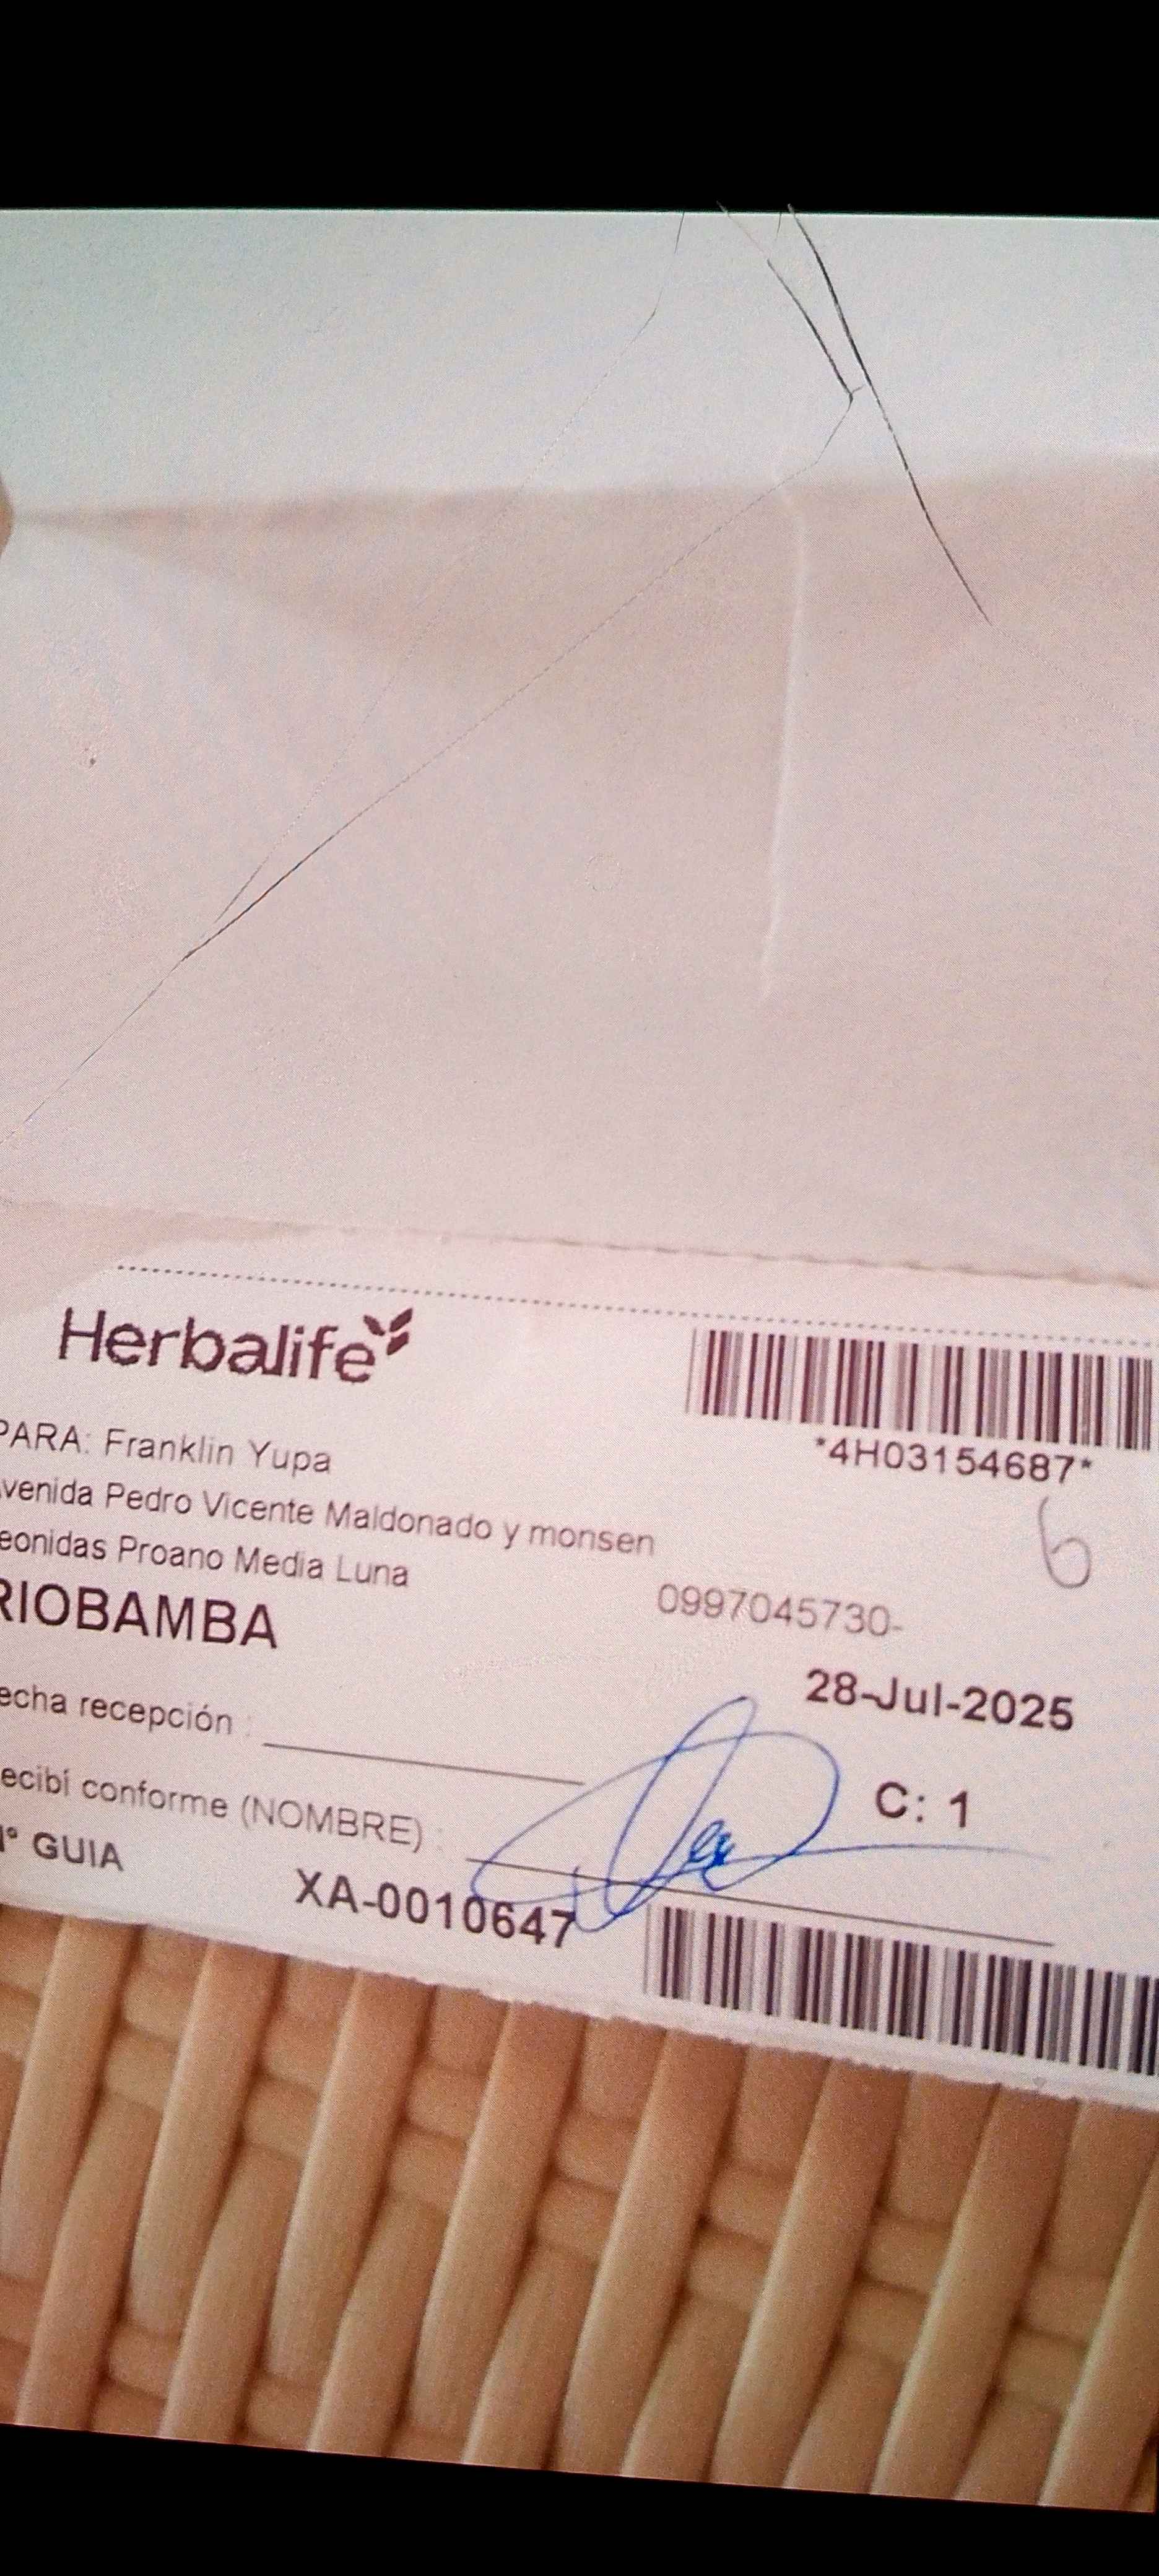 Herbalife
*4H03154687*
PARA: Franklin Yupa
Avenida Pedro Vicente Maldonado y monsen
6
eonidas Proano Media Luna
0997045730-
RIOBAMBA
28-Jul-2025
echa recepción :
C: 1
ecibí conforme (NOMBRE) :
N° GUIA
XA-0010647